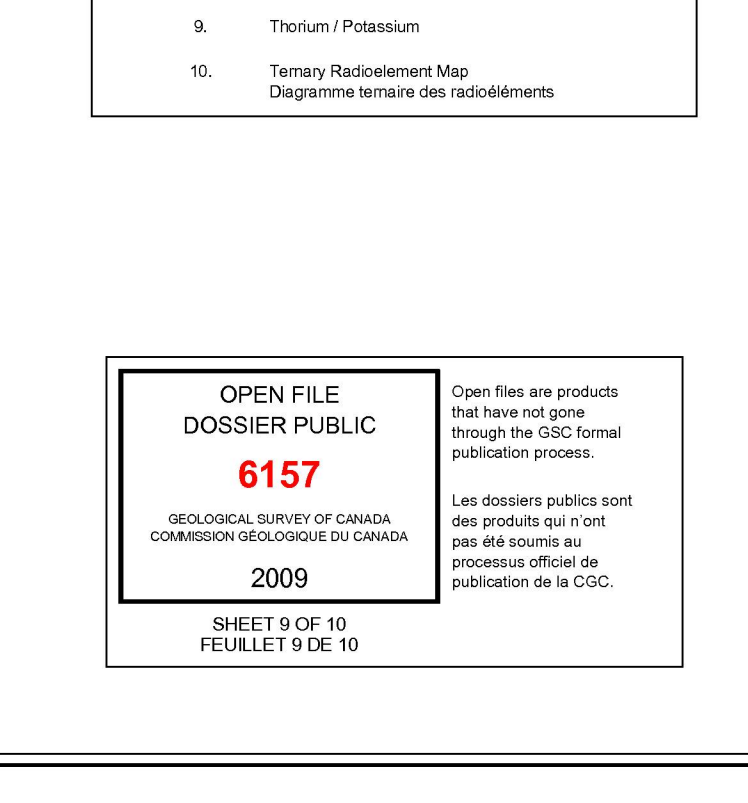 9. Thorium / Potassium
10. Ternary Radioelement Map
Diagramme ternaire des radioéléments
OPEN FILE
DOSSIER PUBLIC
6157
GEOLOGICAL SURVEY OF CANADA
COMMISSION GÉOLOGIQUE DU CANADA
2009
SHEET 9 OF 10
FEUILLET 9 DE 10
Open files are products
that have not gone
through the GSC formal
publication process.
Les dossiers publics sont
des produits qui n'ont
pas été soumis au
processus officiel de
publication de la CGC.